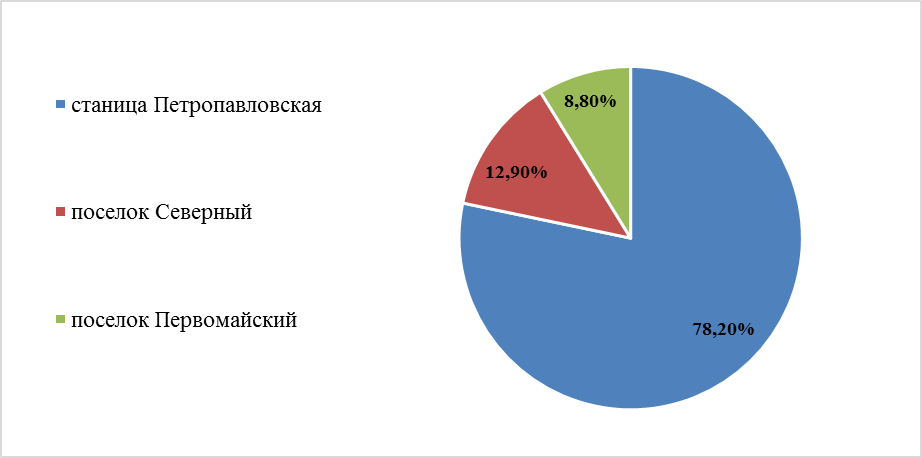 станица Петропавловская
поселок Северный
поселок Первомайский
8,80%
12,90%
78,20%